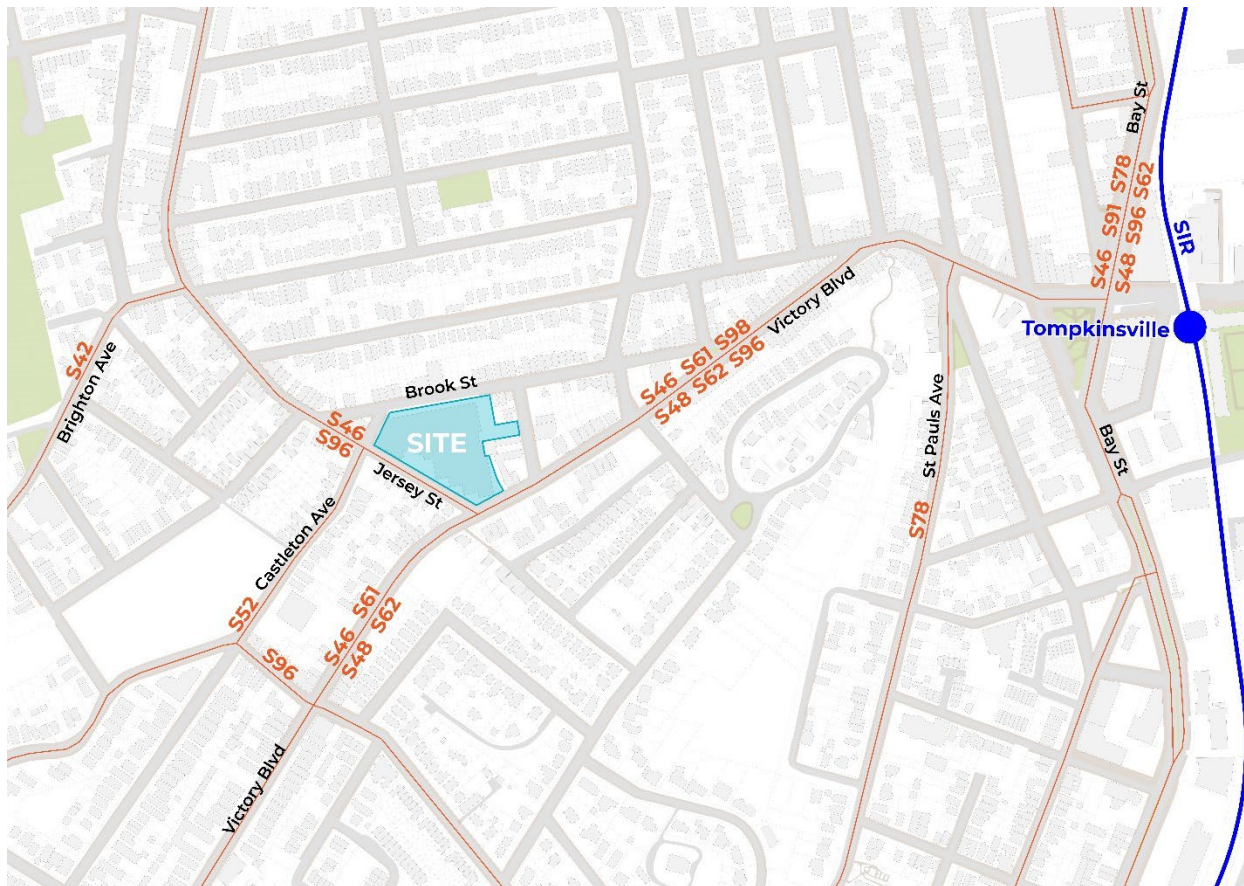 Bay St
S78
S62
S91
S96
S46
S48
SIR
Tompkinsville
Victory Blvd
S46 S61 S98
S48 S62 S96
S42
Brighton Ave
Brook St
SITE
S46
S96
Jersey St
Castleton Ave
St Pauls Ave
S78
Bay St
S52
S96
S46 S61
S48 S62
Victory Blvd